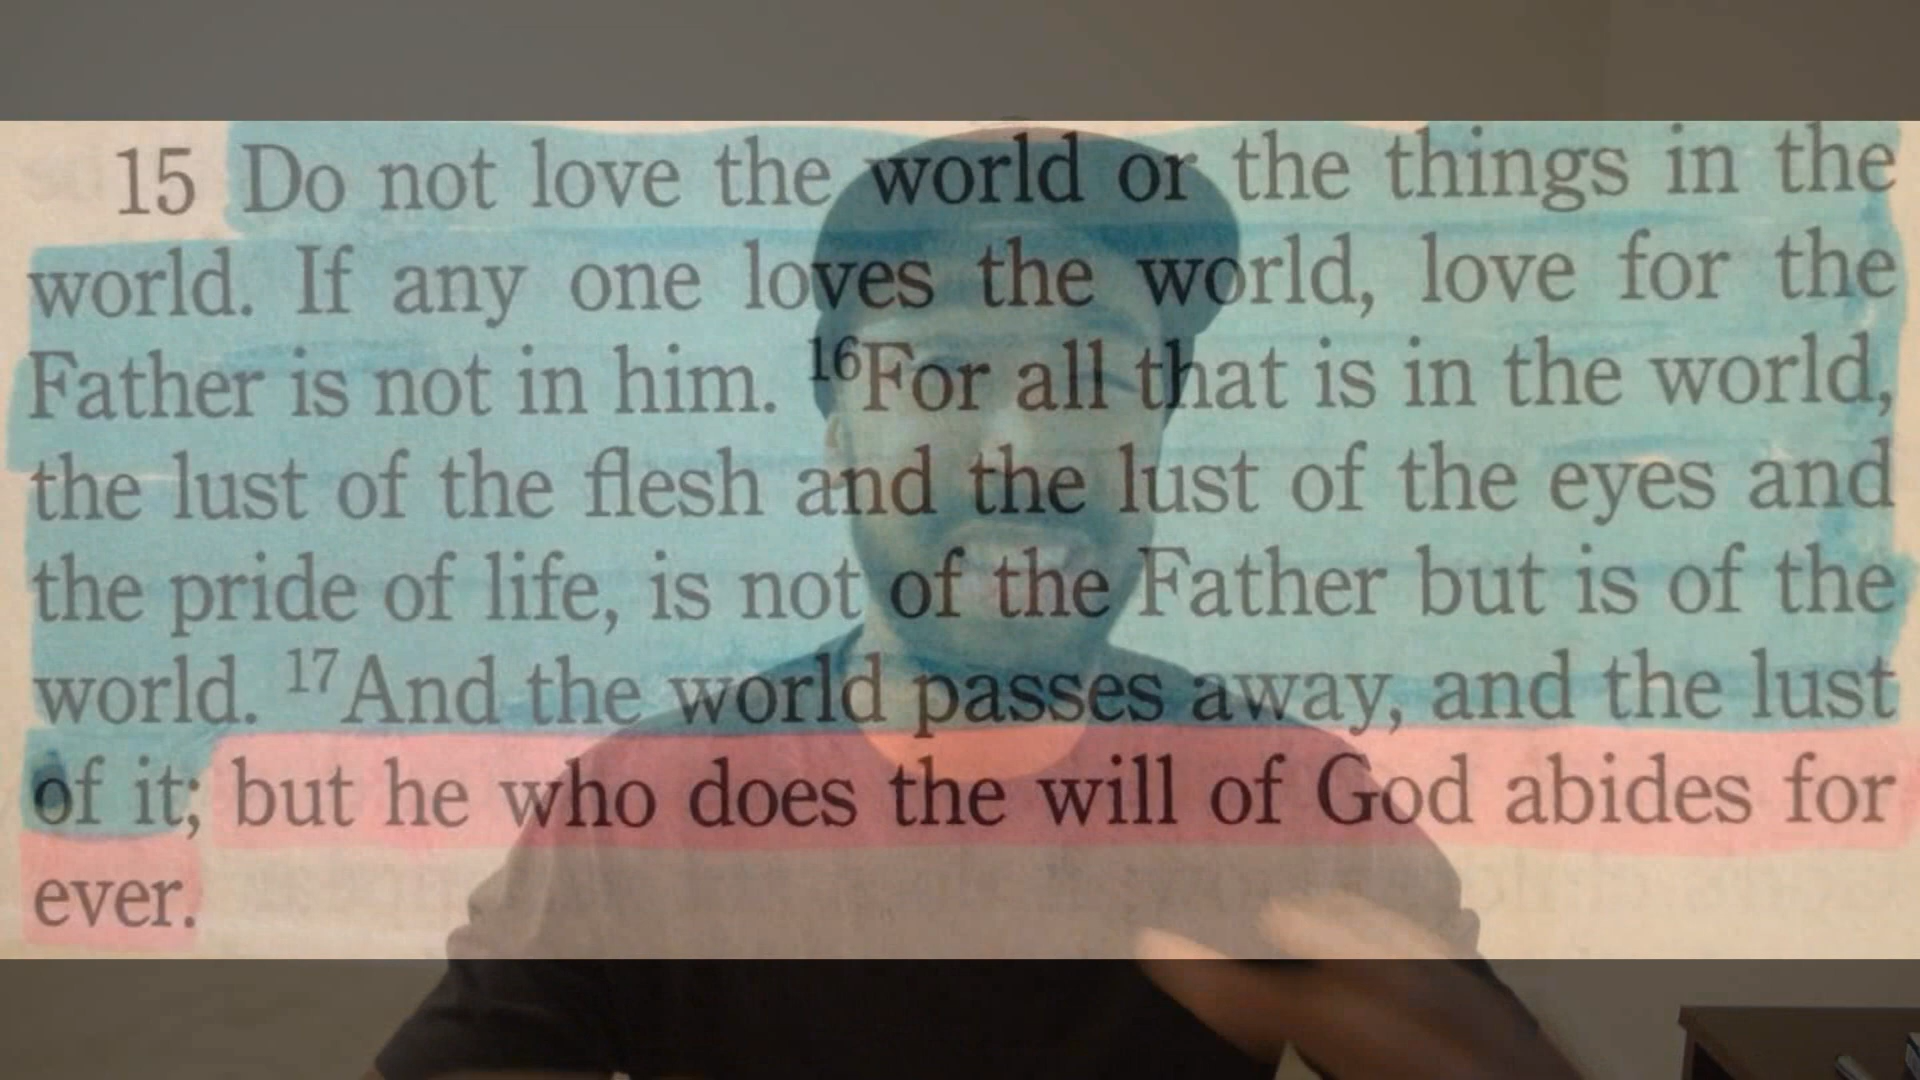 15 Do not love the world or the things in the
world. If any one loves the world, love for the
Father is not in him. 16For all that is in the world,
the lust of the flesh and the lust of the eyes and
the pride of life, is not of the Father but is of the
world. 17And the world passes away, and the lust
of it; but he who does the will of God abides for
ever.